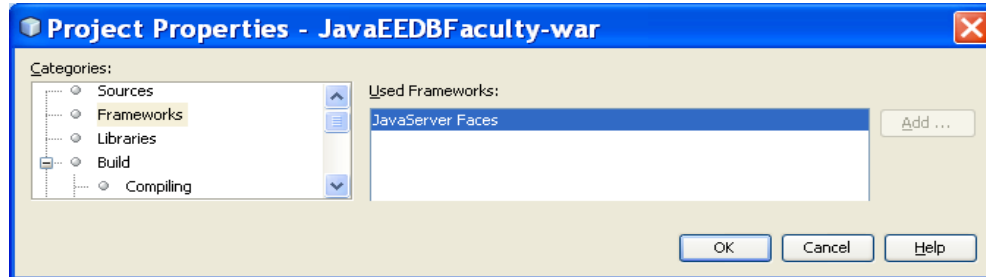 Project Properties - JavaEEDBFaculty-war
Categories:
Sources
Frameworks
Libraries
Build
Compiling
Used Frameworks:
JavaServer Faces
Add ...
OK
Cancel
Help